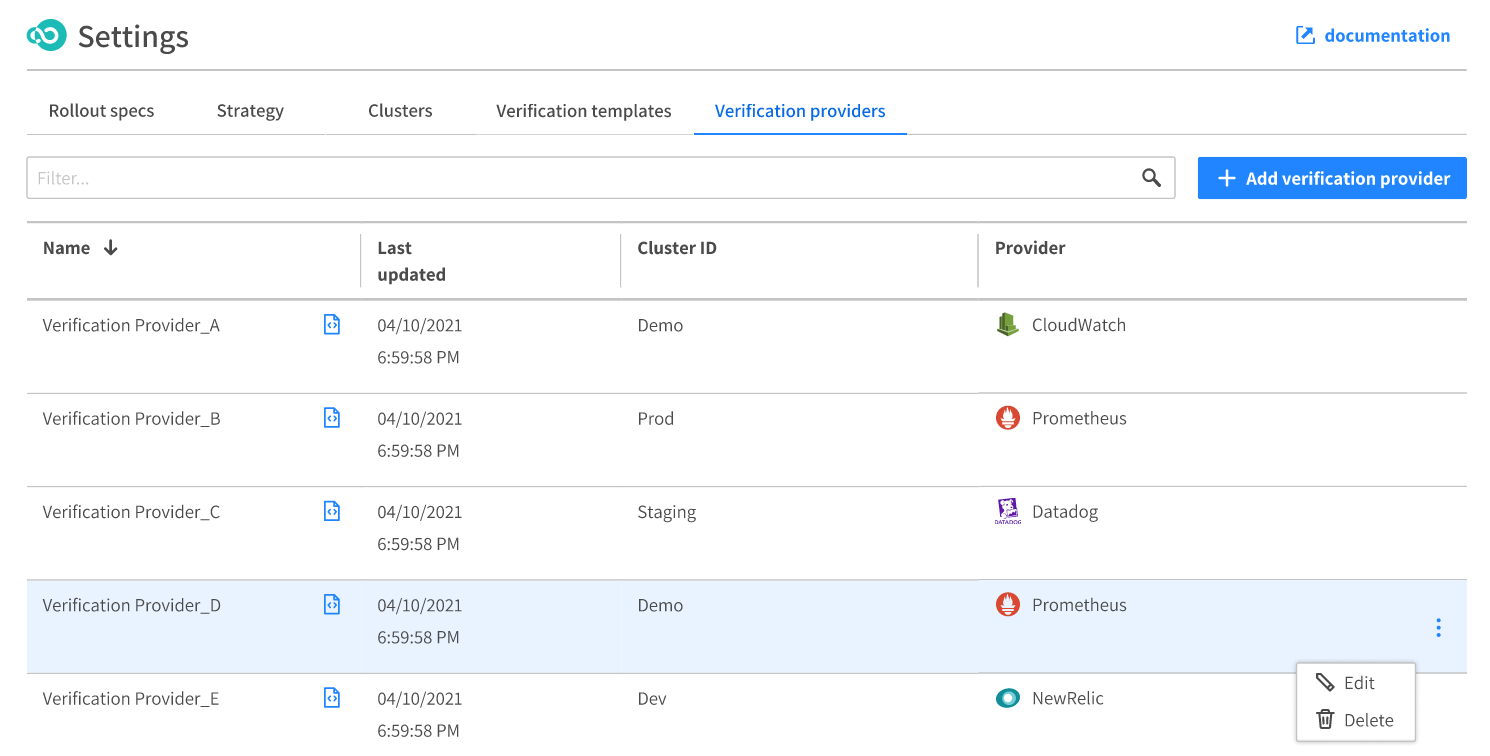 Settings
documentation
Rollout specs Strategy Clusters Verification templates Verification providers
Filter...
Add verification provider
Name Last updated Cluster ID Provider
Verification Provider_A 04/10/2021 Demo CloudWatch
6:59:58 PM
Verification Provider_B 04/10/2021 Prod Prometheus
6:59:58 PM
Verification Provider_C 04/10/2021 Staging DATADOG Datadog
6:59:58 PM
Verification Provider_D 04/10/2021 Demo Prometheus
6:59:58 PM
Edit
Verification Provider_E 04/10/2021 Dev NewRelic
Delete
6:59:58 PM